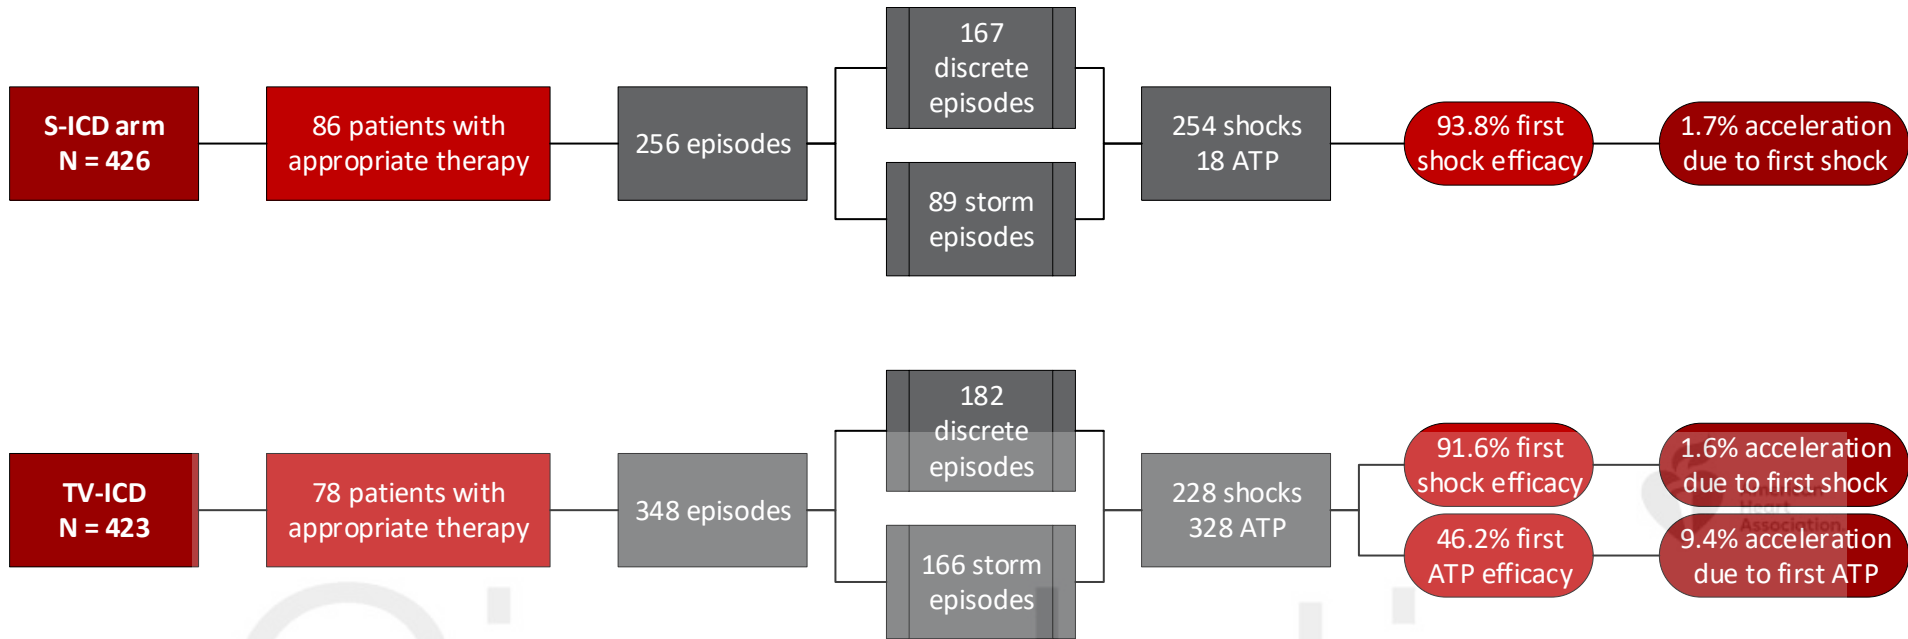 S-ICD arm
N = 426
86 patients with
appropriate therapy
256 episodes
167
discrete
episodes
89 storm
episodes
254 shocks
18 ATP
93.8% first
shock efficacy
1.7% acceleration
due to first shock
TV-ICD
N = 423
78 patients with
appropriate therapy
348 episodes
182
discrete
episodes
166 storm
episodes
228 shocks
328 ATP
91.6% first
shock efficacy
1.6% acceleration
due to first shock
46.2% first
ATP efficacy
9.4% acceleration
due to first ATP
American
Heart
Association